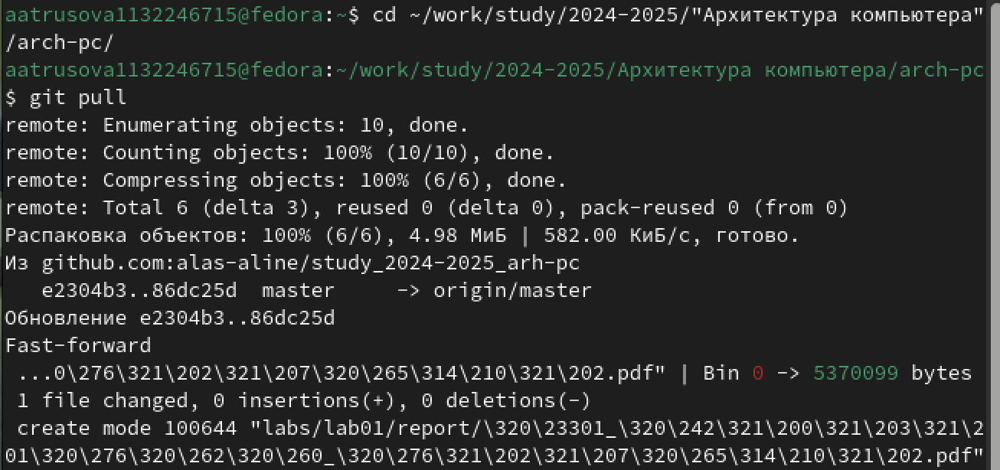 aatrusova1132246715@fedora:~$ cd ~/work/study/2024-2025/"Архитектура компьютера"
/arch-pc/
aatrusova1132246715@fedora:~/work/study/2024-2025/Архитектура компьютера/arch-pc
$ git pull
remote: Enumerating objects: 10, done.
remote: Counting objects: 100% (10/10), done.
remote: Compressing objects: 100% (6/6), done.
remote: Total 6 (delta 3), reused 0 (delta 0), pack-reused 0 (from 0)
Распаковка объектов: 100% (6/6), 4.98 МиБ | 582.00 КиБ/с, готово.
Из github.com:alas-aline/study_2024-2025_arh-pc
   e2304b3..86dc25d  master     -> origin/master
Обновление e2304b3..86dc25d
Fast-forward
 ...0\276\321\202\321\207\320\265\314\210\321\202.pdf" | Bin 0 -> 5370099 bytes
 1 file changed, 0 insertions(+), 0 deletions(-)
 create mode 100644 "labs/lab01/report/\320\23301_\320\242\321\200\321\203\321\2
01\320\276\320\262\320\260_\320\276\321\202\321\207\320\265\314\210\321\202.pdf"